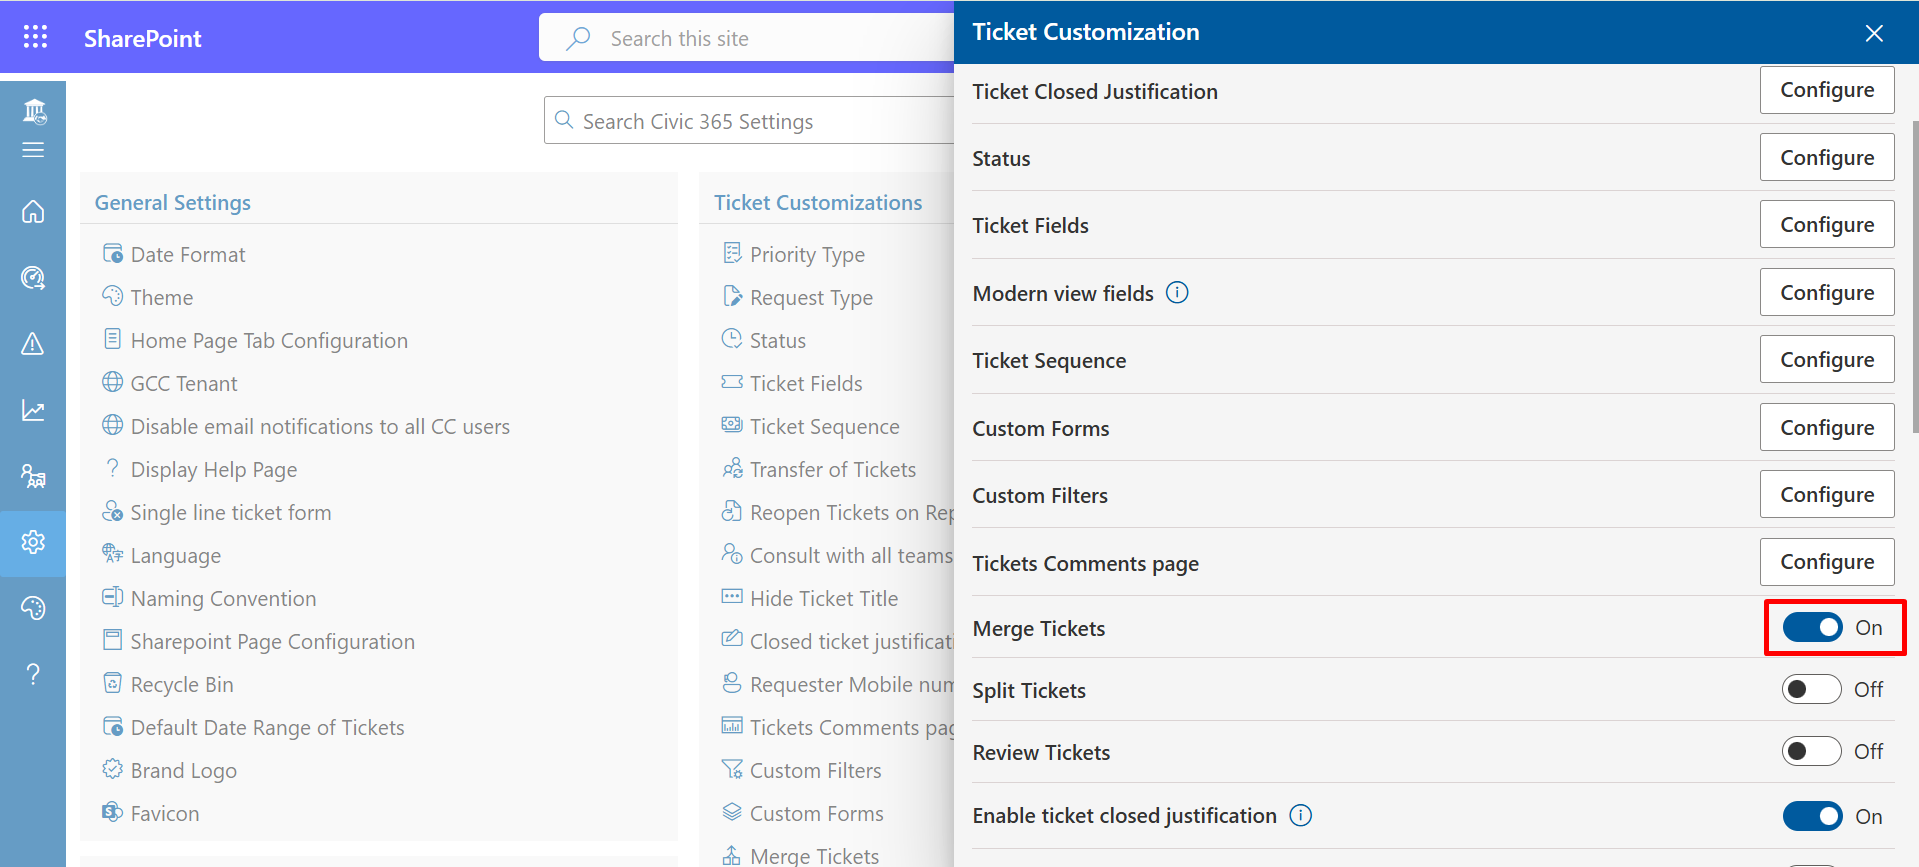 SharePoint
Search this site
Search Civic 365 Settings
General Settings
Date Format
Theme
Home Page Tab Configuration
GCC Tenant
Disable email notifications to all CC users
Display Help Page
Single line ticket form
Language
Naming Convention
Sharepoint Page Configuration
Recycle Bin
Default Date Range of Tickets
Brand Logo
Favicon
Ticket Customizations
Priority Type
Request Type
Status
Ticket Fields
Ticket Sequence
Transfer of Tickets
Reopen Tickets on Rep
Consult with all teams
Hide Ticket Title
Closed ticket justificati
Requester Mobile num
Tickets Comments pag
Custom Filters
Custom Forms
Merge Tickets
Ticket Customization
Ticket Closed Justification Configure
Status Configure
Ticket Fields Configure
Modern view fields Configure
Ticket Sequence Configure
Custom Forms Configure
Custom Filters Configure
Tickets Comments page Configure
Merge Tickets On
Split Tickets Off
Review Tickets Off
Enable ticket closed justification On